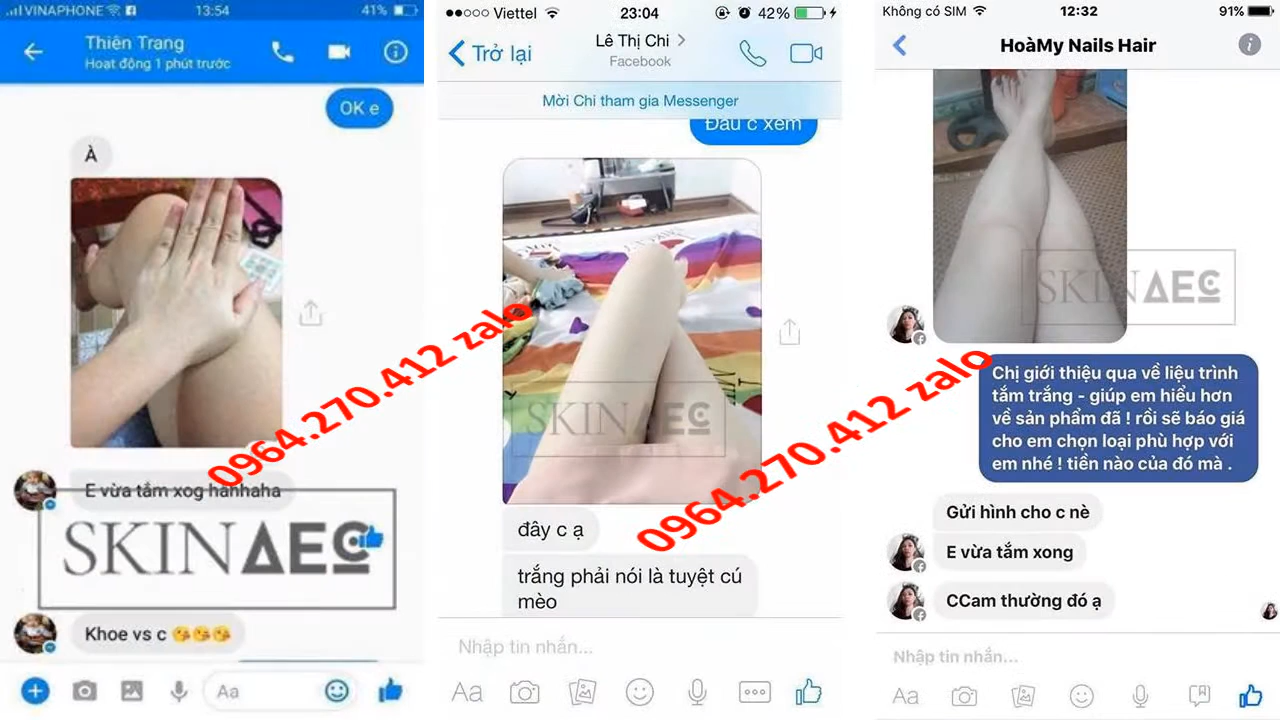 VINAPHONE
13:54
41%
Thiên Trang
Hoạt động 1 phút trước
OK e
À
E vừa tắm xog hahhaha
SKINAEC
Khoe vs c 😘😘😘
Aa
Viettel
23:04
42%
Trở lại
Lê Thị Chi
Facebook
Mời Chi tham gia Messenger
Đâu c xem
SKINAEC
đây c ạ
trắng phải nói là tuyệt cú
mèo
Nhập tin nhắn...
Aa
Không có SIM
12:32
91%
HoàMy Nails Hair
SKINAEC
Chị giới thiệu qua về liệu trình
tắm trắng - giúp em hiểu hơn
về sản phẩm đã ! rồi sẽ báo giá
cho em chọn loại phù hợp với
em nhé ! tiền nào của đó mà .
Gửi hình cho c nè
E vừa tắm xong
CCam thường đó ạ
Nhập tin nhắn...
Aa
0964.270.412 zalo
0964.270.412 zalo